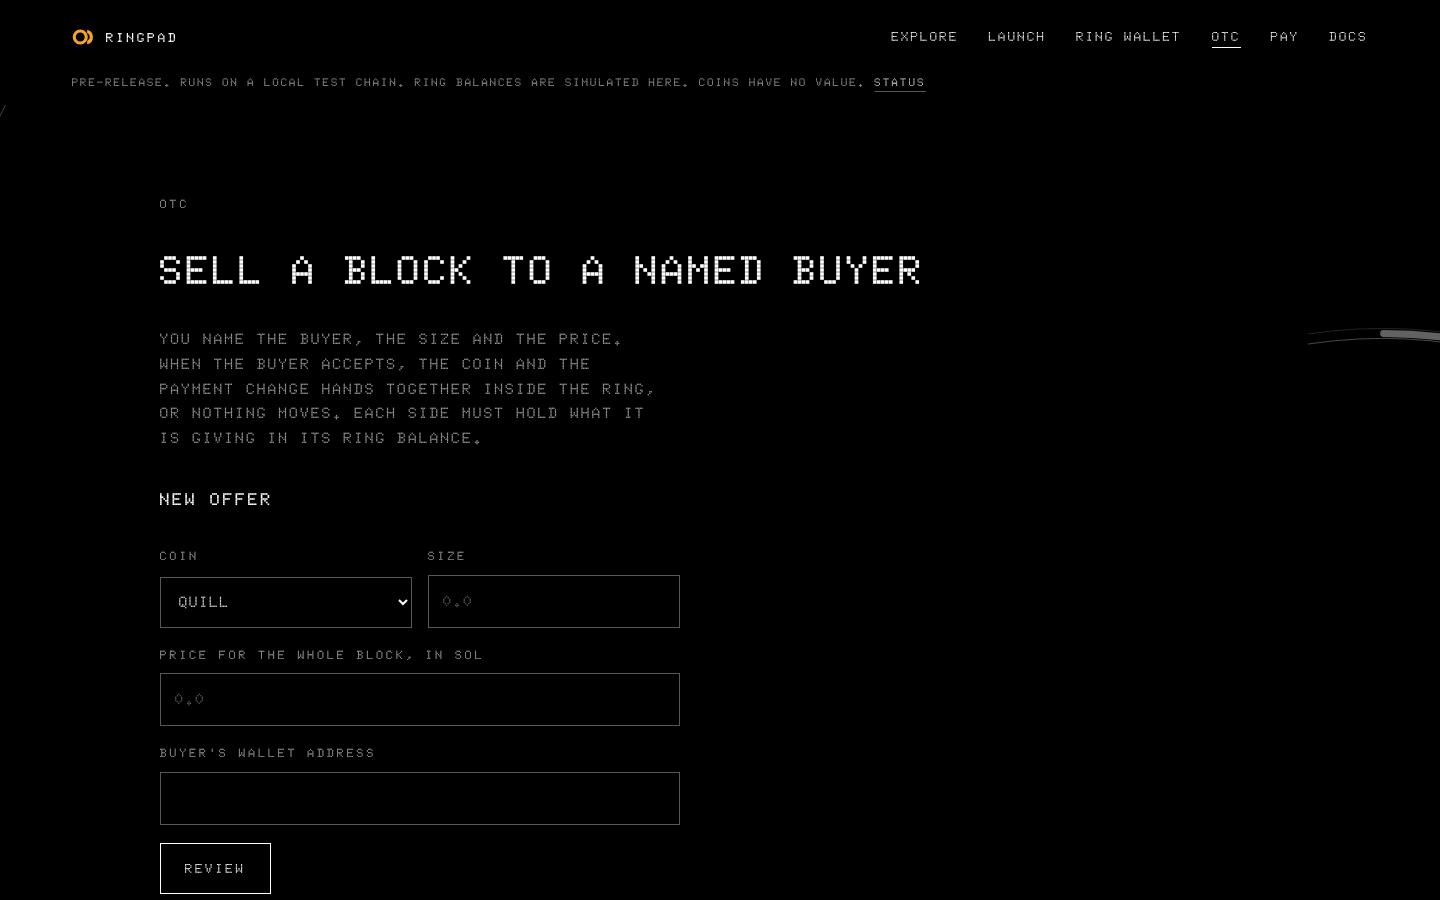 RINGPAD
EXPLORE LAUNCH RING WALLET OTC PAY DOCS
PRE-RELEASE. RUNS ON A LOCAL TEST CHAIN. RING BALANCES ARE SIMULATED HERE. COINS HAVE NO VALUE. STATUS
OTC
SELL A BLOCK TO A NAMED BUYER
YOU NAME THE BUYER, THE SIZE AND THE PRICE.
WHEN THE BUYER ACCEPTS, THE COIN AND THE
PAYMENT CHANGE HANDS TOGETHER INSIDE THE RING,
OR NOTHING MOVES. EACH SIDE MUST HOLD WHAT IT
IS GIVING IN ITS RING BALANCE.
NEW OFFER
COIN SIZE
QUILL 0.0
PRICE FOR THE WHOLE BLOCK, IN SOL
0.0
BUYER'S WALLET ADDRESS
REVIEW